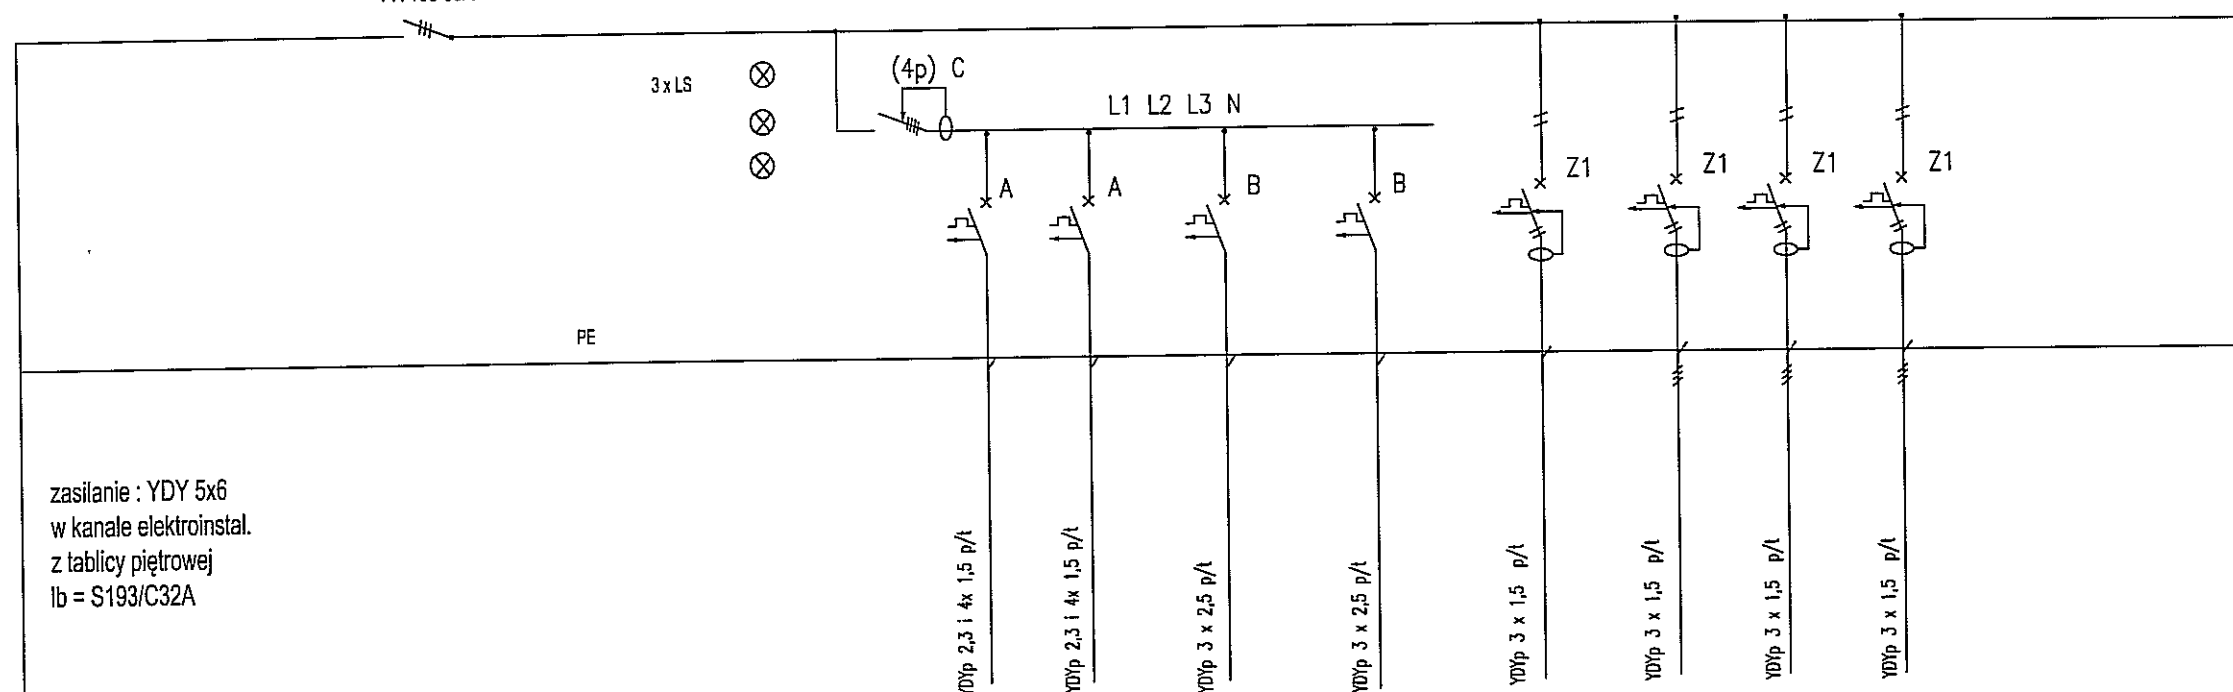 3 x LS
(4p) C
L1 L2 L3 N
A
A
B
B
Z1
Z1
Z1
Z1
PE
zasilanie : YDY 5x6
w kanale elektroinstal.
z tablicy piętrowej
Ib = S193/C32A
YDYp 2,3 i 4x 1,5 p/t
YDYp 2,3 i 4x 1,5 p/t
YDYp 3 x 2,5 p/t
YDYp 3 x 2,5 p/t
YDYp 3 x 1,5 p/t
YDYp 3 x 1,5 p/t
YDYp 3 x 1,5 p/t
YDYp 3 x 1,5 p/t